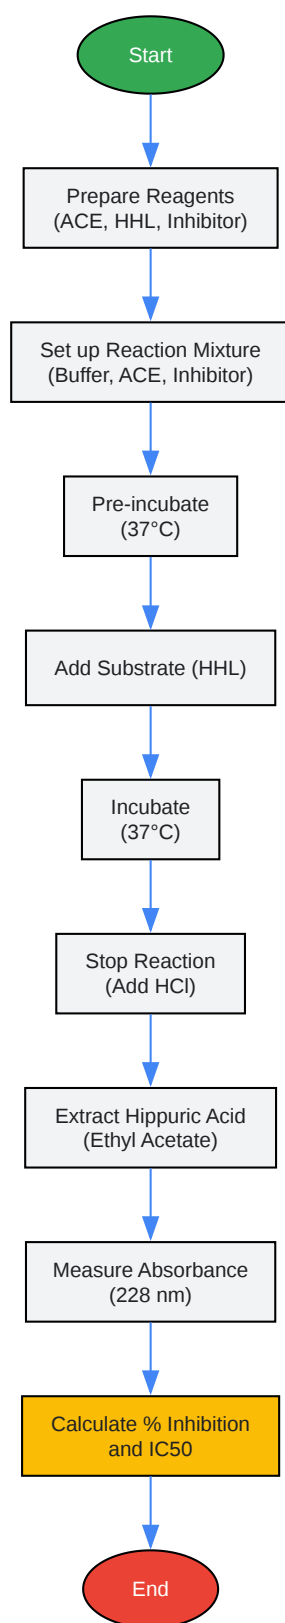 Start
Prepare Reagents
(ACE, HHL, Inhibitor)
Set up Reaction Mixture
(Buffer, ACE, Inhibitor)
Pre-incubate
(37°C)
Add Substrate (HHL)
Incubate
(37°C)
Stop Reaction
(Add HCl)
Extract Hippuric Acid
(Ethyl Acetate)
Measure Absorbance
(228 nm)
Calculate % Inhibition
and IC50
End